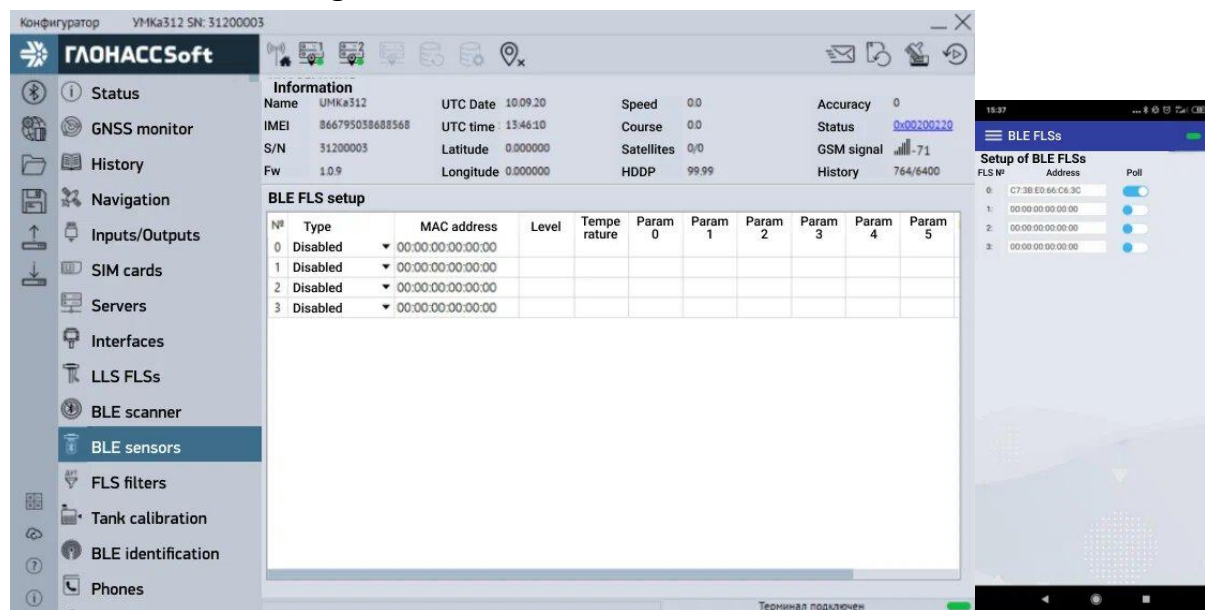 Конфигуратор УМКа312 SN: 31200003
ГЛОНАССSoft
Status
GNSS monitor
History
Navigation
Inputs/Outputs
SIM cards
Servers
Interfaces
LLS FLSs
BLE scanner
BLE sensors
FLS filters
Tank calibration
BLE identification
Phones
Information
Name UMKa312 UTC Date 10.09.20 Speed 0.0 Accuracy 0
IMEI 866795038688568 UTC time 13:46:10 Course 0.0 Status 0x00200220
S/N 31200003 Latitude 0.000000 Satellites 0/0 GSM signal -71
Fw 1.0.9 Longitude 0.000000 HDDP 99.99 History 764/6400
BLE FLS setup
№ Type MAC address Level Tempe rature Param 0 Param 1 Param 2 Param 3 Param 4 Param 5
0 Disabled 00:00:00:00:00:00
1 Disabled 00:00:00:00:00:00
2 Disabled 00:00:00:00:00:00
3 Disabled 00:00:00:00:00:00
Терминал подключен
15:37
BLE FLSs
Setup of BLE FLSs
FLS № Address Poll
0: C7:3B:E0:66:C6:3C
1: 00:00:00:00:00:00
2: 00:00:00:00:00:00
3: 00:00:00:00:00:00